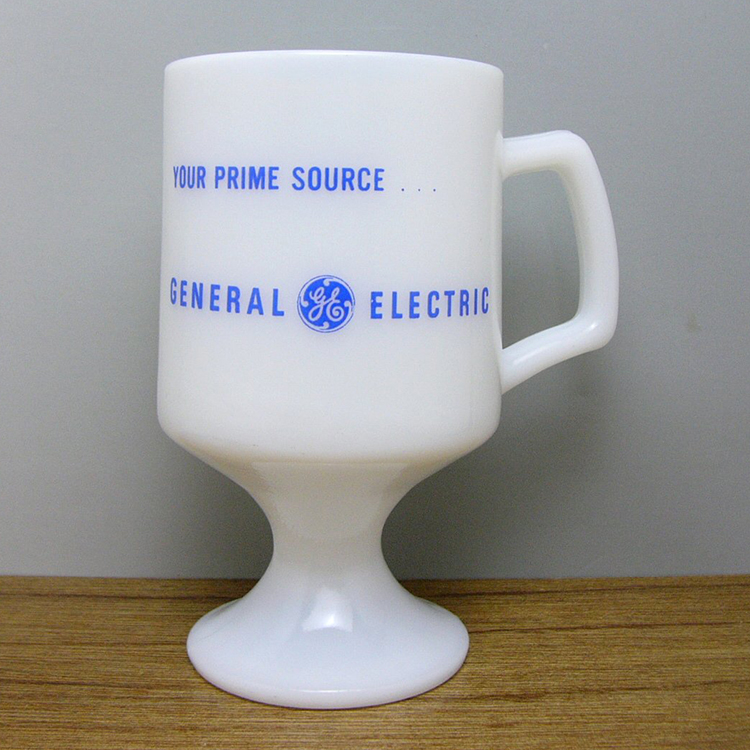 YOUR PRIME SOURCE . . .
GENERAL GE ELECTRIC